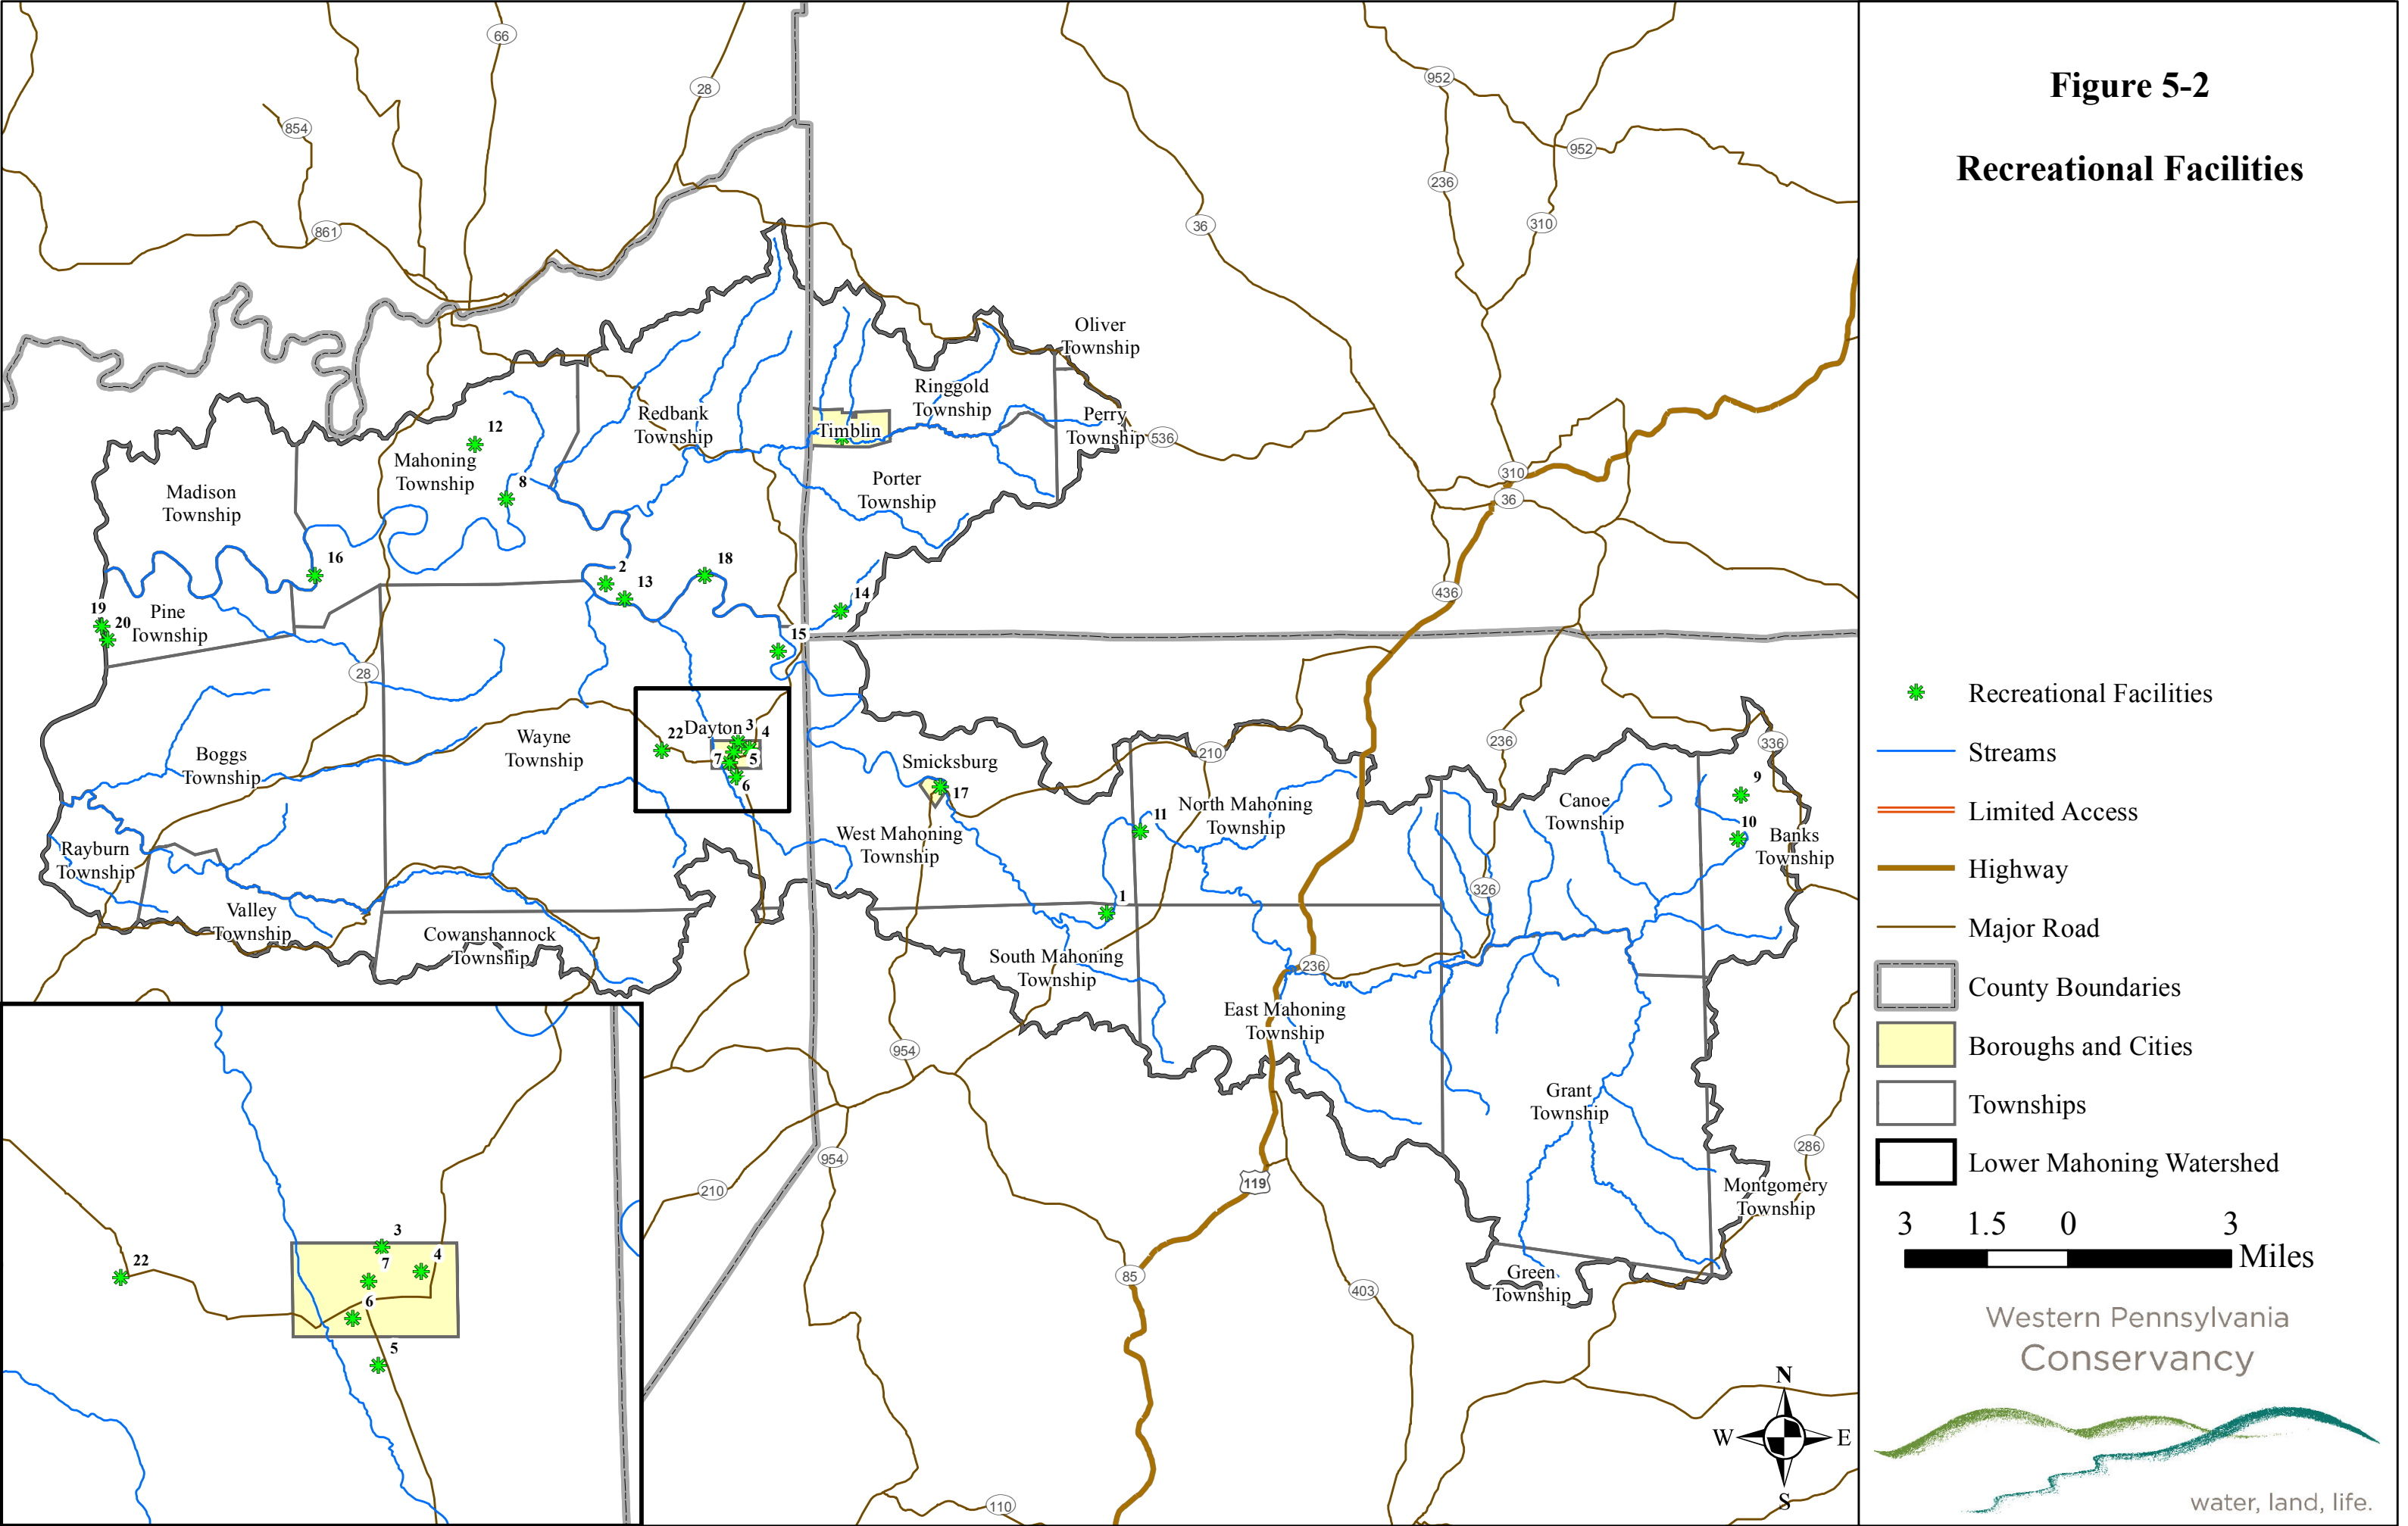 Figure 5-2
Recreational Facilities
66
28
854
861
952
952
236
310
36
Oliver
Township
Ringgold
Township
Perry
Township
536
Redbank
Township
Timblin
12
Mahoning
Township
8
Madison
Township
Porter
Township
310
36
436
16
2
13
18
14
15
19
20
Pine
Township
28
Boggs
Township
Wayne
Township
22
Dayton
3
4
7
5
6
Smicksburg
17
210
236
336
West Mahoning
Township
North Mahoning
Township
11
1
Canoe
Township
326
9
10
Banks
Township
Rayburn
Township
Valley
Township
Cowanshannock
Township
South Mahoning
Township
236
East Mahoning
Township
954
Grant
Township
954
210
119
286
Montgomery
Township
Green
Township
85
403
110
3
7
4
22
6
5
N
W
E
S
Recreational Facilities
Streams
Limited Access
Highway
Major Road
County Boundaries
Boroughs and Cities
Townships
Lower Mahoning Watershed
3 1.5 0 3
Miles
Western Pennsylvania
Conservancy
water, land, life.